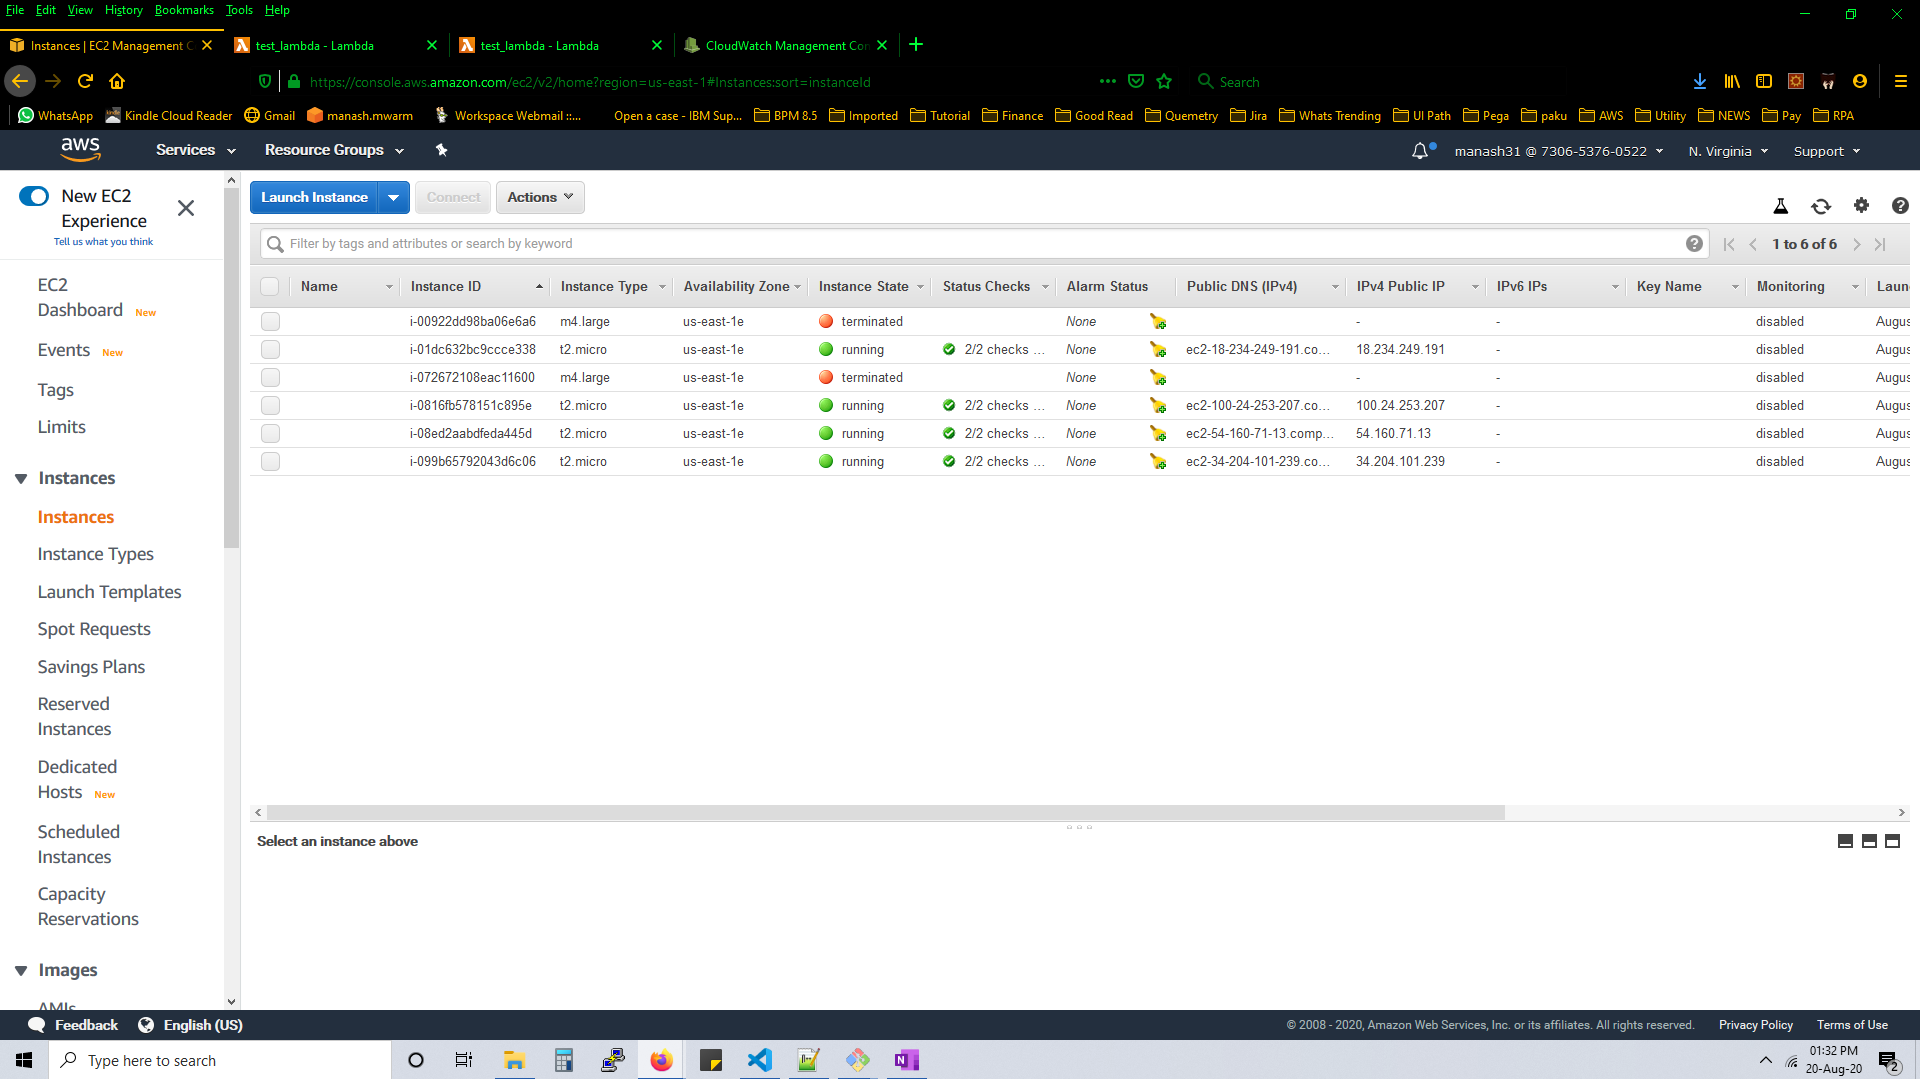 File Edit View History Bookmarks Tools Help
Instances | EC2 Management C test_lambda - Lambda test_lambda - Lambda CloudWatch Management Con
https://console.aws.amazon.com/ec2/v2/home?region=us-east-1#Instances:sort=instanceId Search
WhatsApp Kindle Cloud Reader Gmail manash.mwarm Workspace Webmail ::... Open a case - IBM Sup... BPM 8.5 Imported Tutorial Finance Good Read Quemetry Jira Whats Trending UI Path Pega paku AWS Utility NEWS Pay RPA
aws Services Resource Groups manash31 @ 7306-5376-0522 N. Virginia Support
New EC2
Experience
Tell us what you think
EC2
Dashboard New
Events New
Tags
Limits
Instances
Instances
Instance Types
Launch Templates
Spot Requests
Savings Plans
Reserved
Instances
Dedicated
Hosts New
Scheduled
Instances
Capacity
Reservations
Images
AMIs
Launch Instance Connect Actions
Filter by tags and attributes or search by keyword 1 to 6 of 6
Name Instance ID Instance Type Availability Zone Instance State Status Checks Alarm Status Public DNS (IPv4) IPv4 Public IP IPv6 IPs Key Name Monitoring Laun
i-00922dd98ba06e6a6 m4.large us-east-1e terminated None - - disabled Augus
i-01dc632bc9ccce338 t2.micro us-east-1e running 2/2 checks ... None ec2-18-234-249-191.co... 18.234.249.191 - disabled Augus
i-072672108eac11600 m4.large us-east-1e terminated None - - disabled Augus
i-0816fb578151c895e t2.micro us-east-1e running 2/2 checks ... None ec2-100-24-253-207.co... 100.24.253.207 - disabled Augus
i-08ed2aabdfeda445d t2.micro us-east-1e running 2/2 checks ... None ec2-54-160-71-13.comp... 54.160.71.13 - disabled Augus
i-099b65792043d6c06 t2.micro us-east-1e running 2/2 checks ... None ec2-34-204-101-239.co... 34.204.101.239 - disabled Augus
Select an instance above
Feedback English (US) © 2008 - 2020, Amazon Web Services, Inc. or its affiliates. All rights reserved. Privacy Policy Terms of Use
Type here to search 01:32 PM
20-Aug-20 2